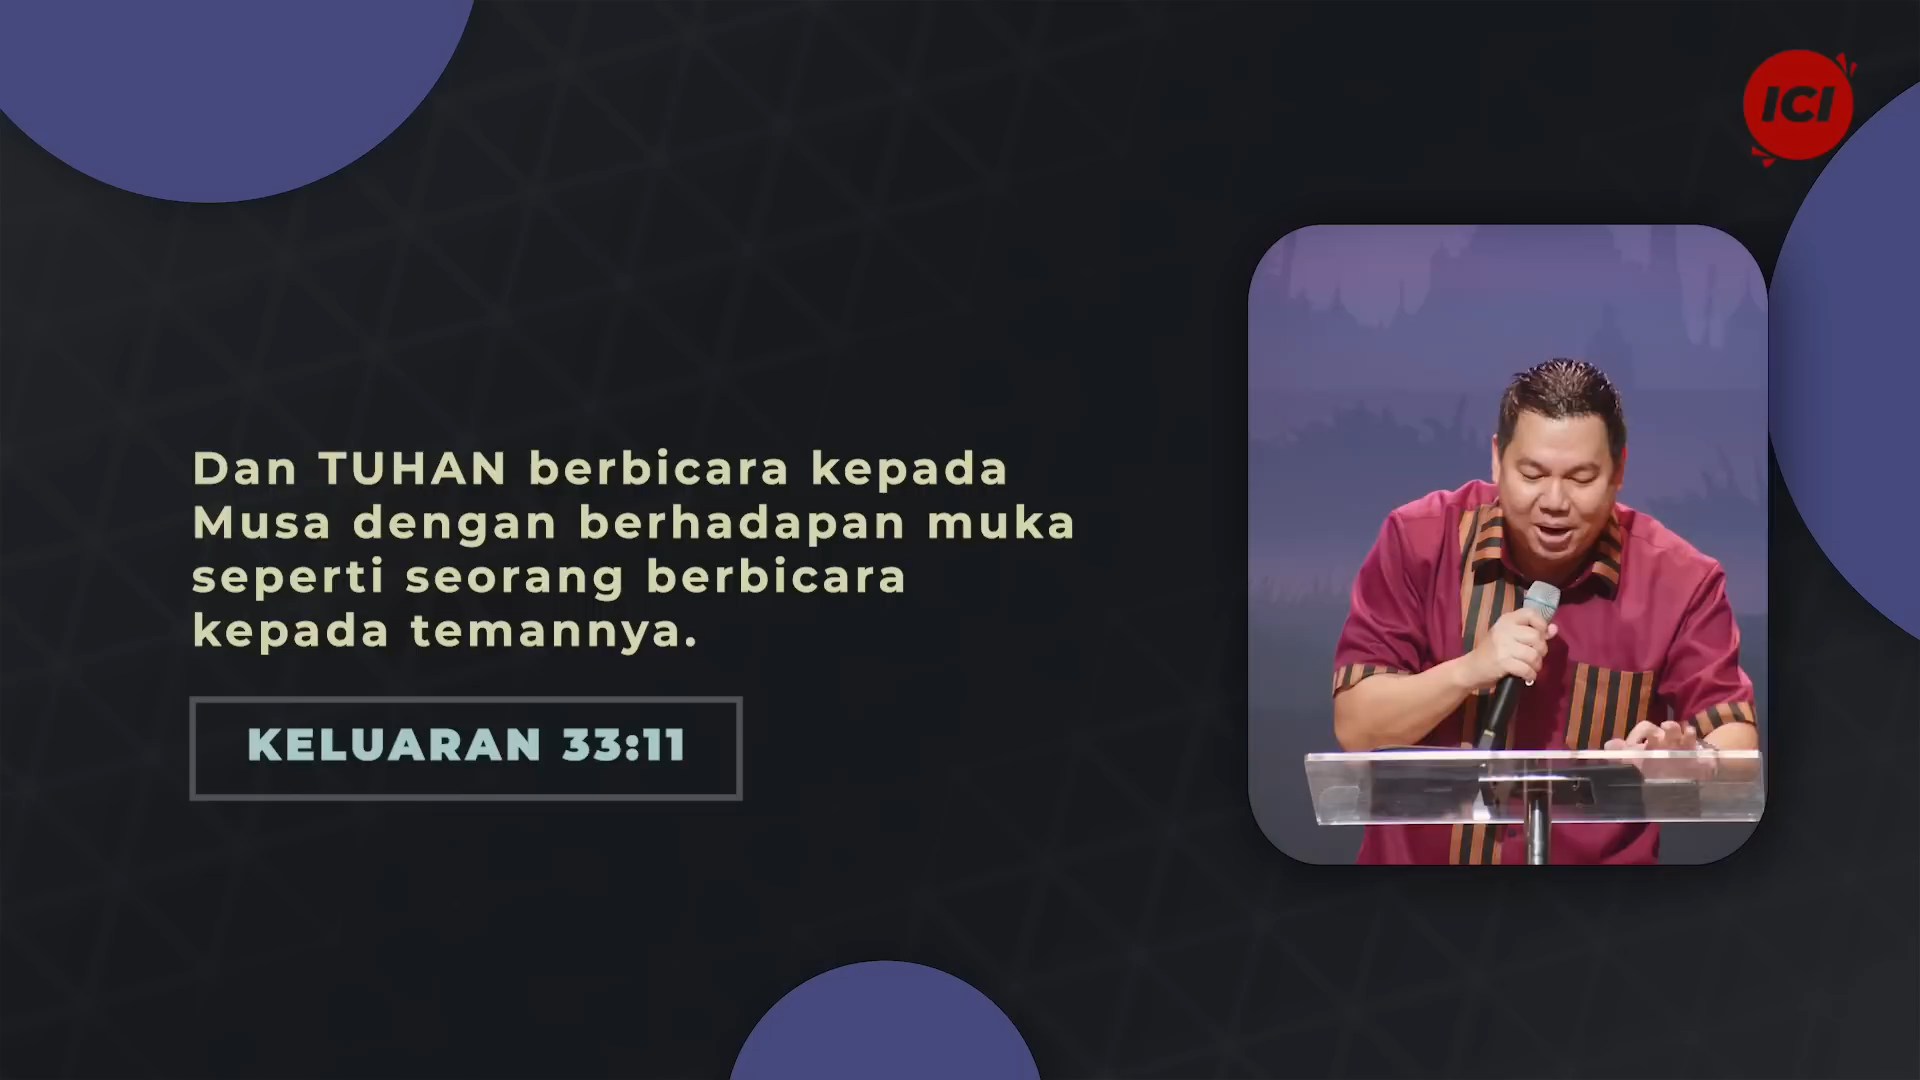 ICI
Dan TUHAN berbicara kepada
Musa dengan berhadapan muka
seperti seorang berbicara
kepada temannya.
KELUARAN 33:11